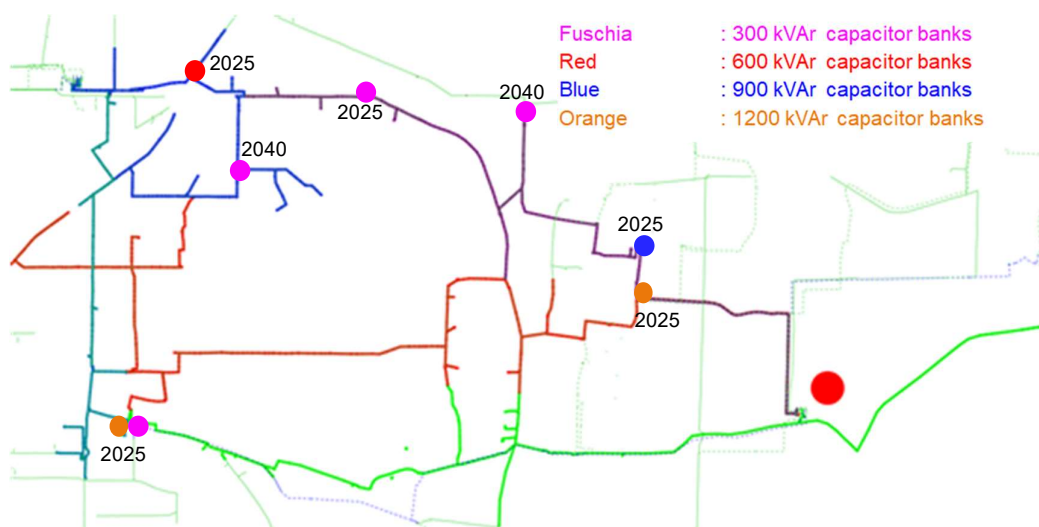 Fuschia : 300 kVAr capacitor banks
Red : 600 kVAr capacitor banks
Blue : 900 kVAr capacitor banks
Orange : 1200 kVAr capacitor banks
2025
2025
2040
2040
2025
2025
2025